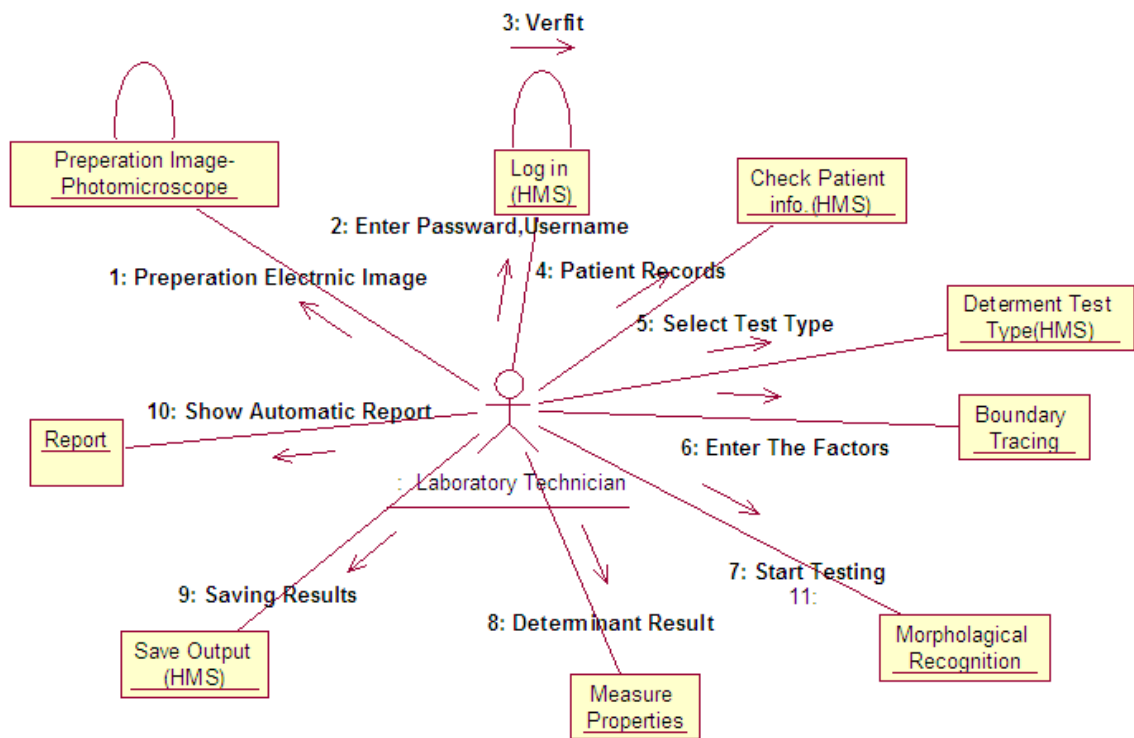 3: Verfit
Preperation Image-
Photomicroscope
Log in
(HMS)
Check Patient
info.(HMS)
2: Enter Passward,Username
1: Preperation Electrnic Image
4: Patient Records
5: Select Test Type
Determent Test
Type(HMS)
10: Show Automatic Report
Report
Boundary
Tracing
6: Enter The Factors
: Laboratory Technician
7: Start Testing
11:
9: Saving Results
8: Determinant Result
Morphalagical
Recognition
Save Output
(HMS)
Measure
Properties